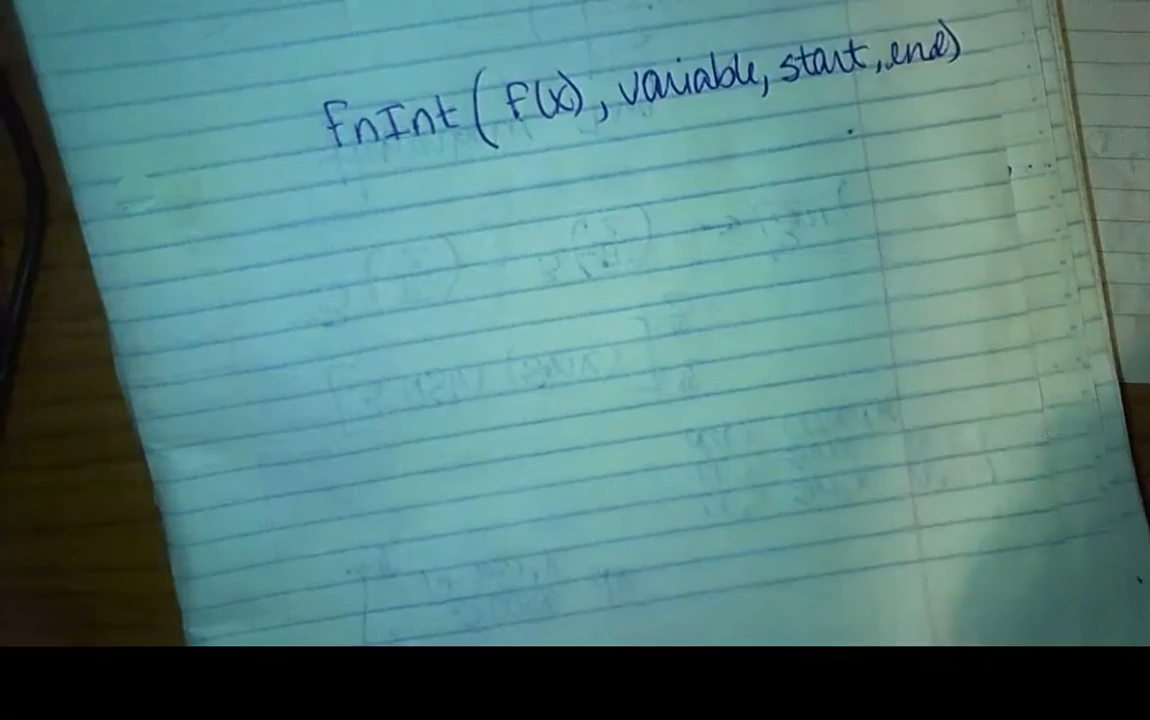 fnInt (f(x), variable, start, end)